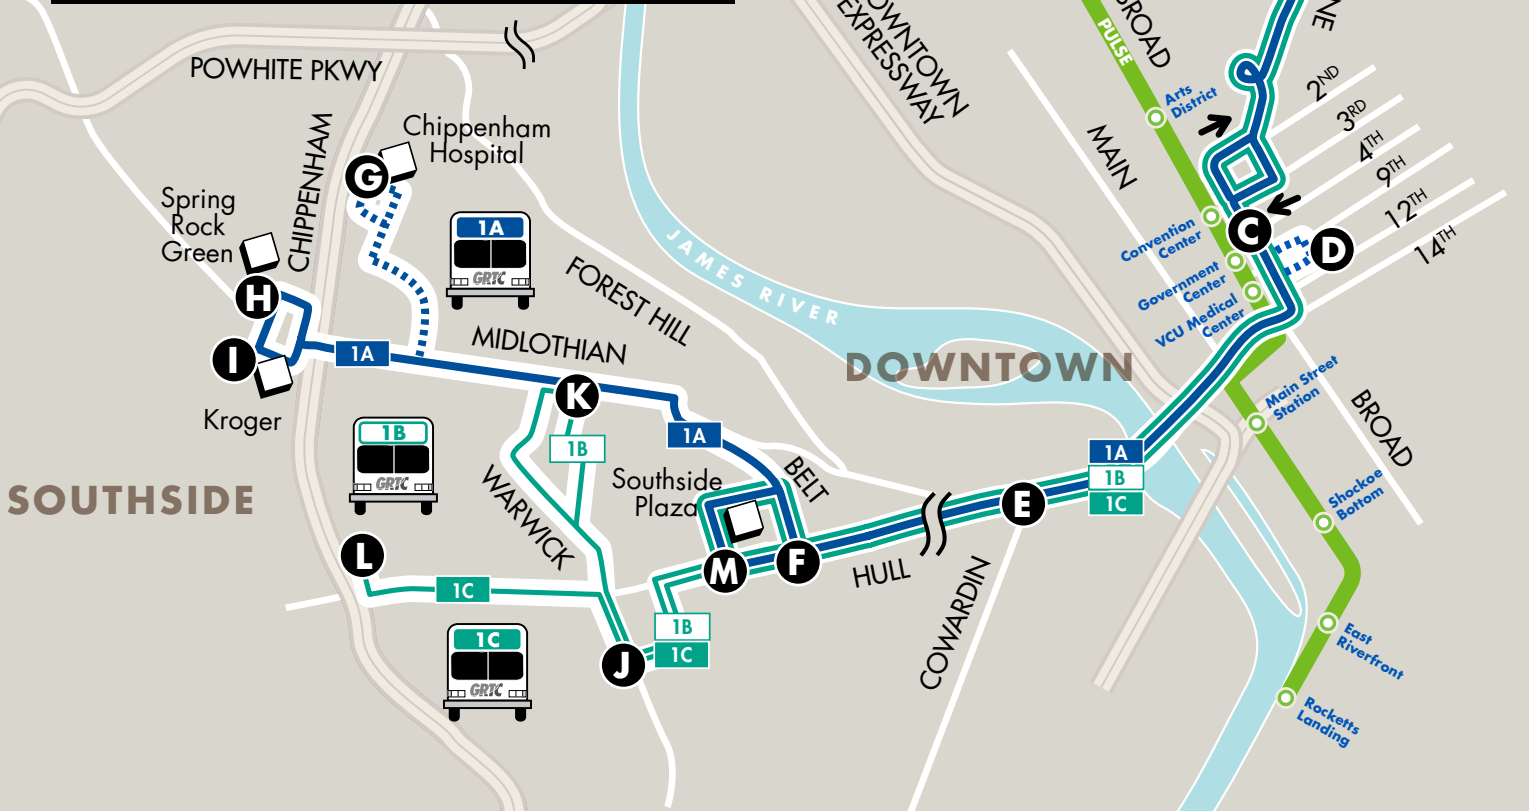 POWHITE PKWY
CHIPPENHAM
Chippenham
Hospital
G
Spring
Rock
Green
H
I
Kroger
1A
GRTC
1A
MIDLOTHIAN
FOREST HILL
JAMES RIVER
DOWNTOWN
EXPRESSWAY
PULSE
BROAD
MAIN
Arts
District
2ND
3RD
4TH
9TH
12TH
14TH
C
D
Convention
Center
Government
Center
VCU Medical
Center
DOWNTOWN
Main Street
Station
BROAD
Shockoe
Bottom
East
Riverfront
Rocketts
Landing
K
1A
1B
1B
GRTC
SOUTHSIDE
WARWICK
Southside
Plaza
BELT
1A
1B
1C
E
F
M
HULL
COWARDIN
L
1C
1B
1C
J
1C
GRTC